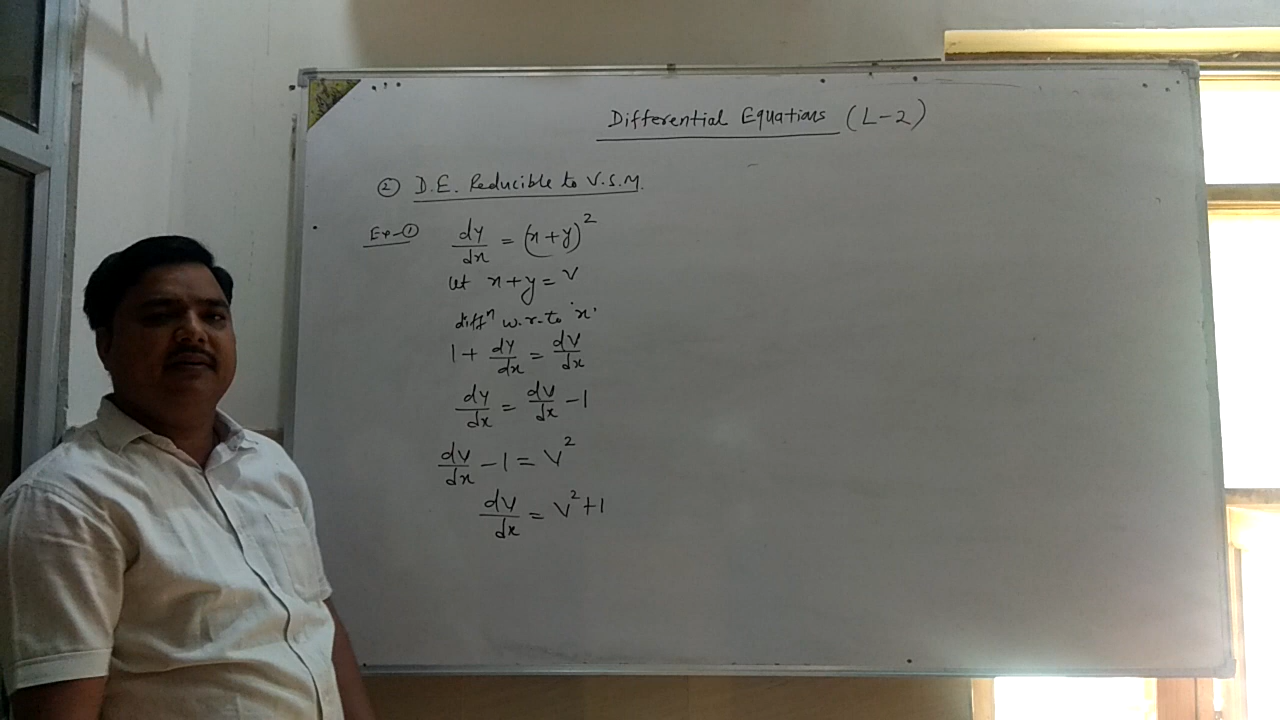 Differential Equations (L-2)
② D.E. Reducible to V.S.M.
Ex-① dy/dx = (x+y)²
Let x+y = v
diffⁿ w.r.to 'x'
1 + dy/dx = dv/dx
dy/dx = dv/dx - 1
dv/dx - 1 = v²
dv/dx = v²+1